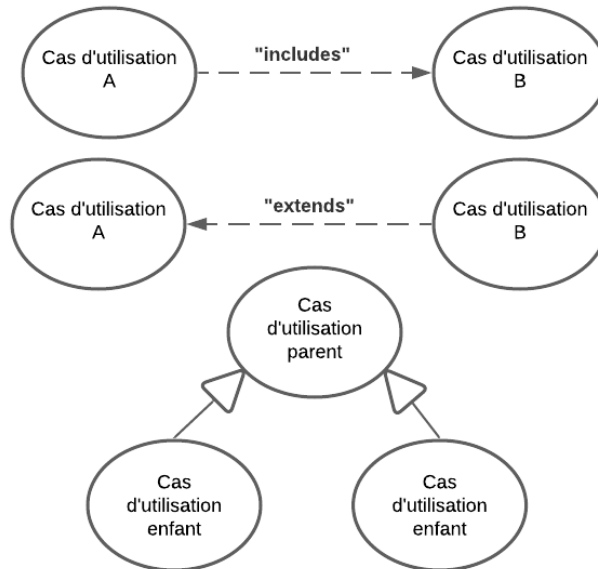 Cas d'utilisation
A
"includes"
Cas d'utilisation
B
Cas d'utilisation
A
"extends"
Cas d'utilisation
B
Cas
d'utilisation
parent
Cas
d'utilisation
enfant
Cas
d'utilisation
enfant